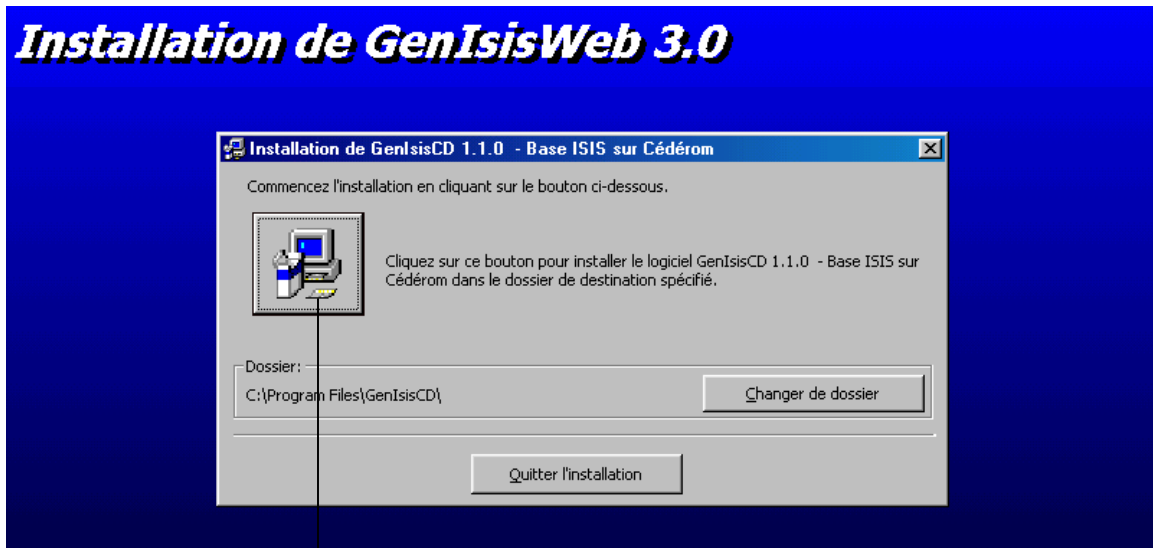 Installation de GenIsisWeb 3.0
Installation de GenIsisCD 1.1.0 - Base ISIS sur Cédérom
Commencez l'installation en cliquant sur le bouton ci-dessous.
Cliquez sur ce bouton pour installer le logiciel GenIsisCD 1.1.0 - Base ISIS sur
Cédérom dans le dossier de destination spécifié.
Dossier:
C:\Program Files\GenIsisCD\
Changer de dossier
Quitter l'installation